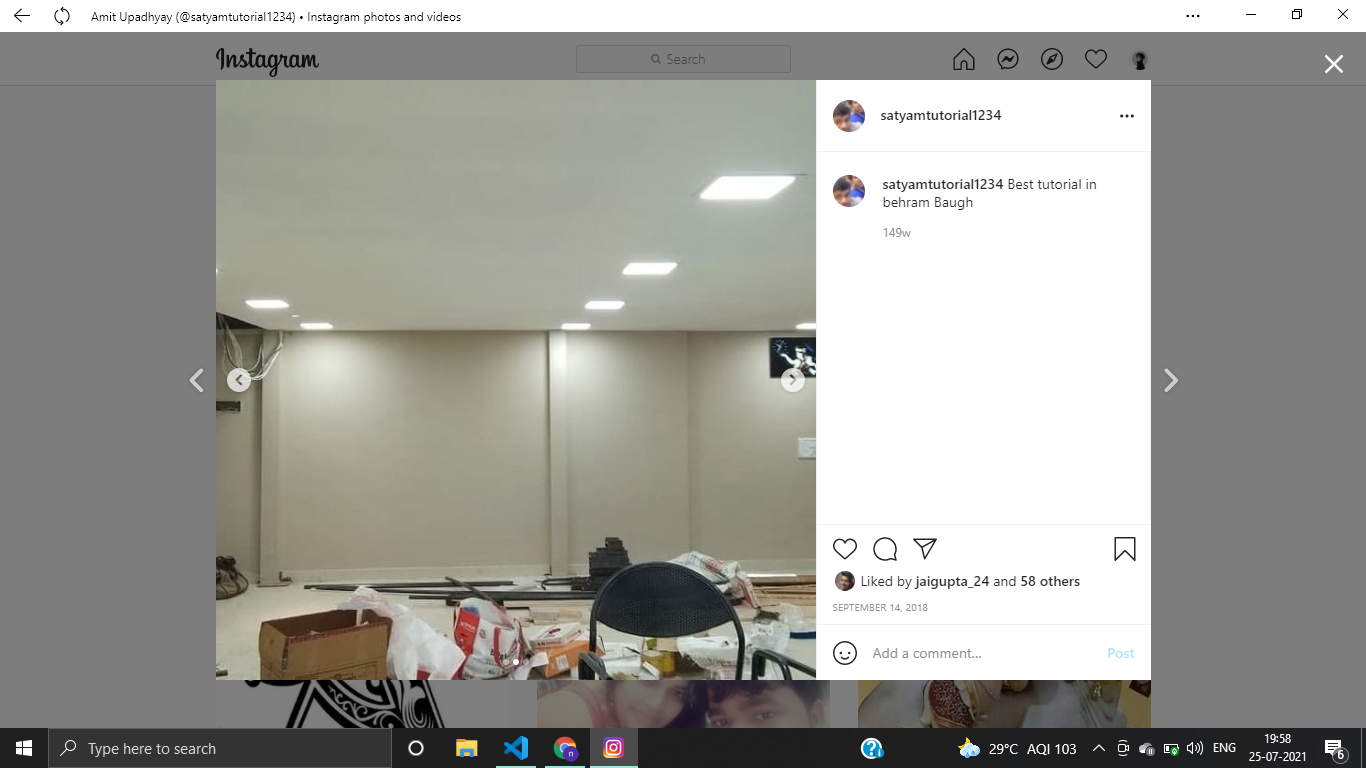 Amit Upadhyay (@satyamtutorial1234) • Instagram photos and videos
Instagram
Search
satyamtutorial1234
satyamtutorial1234 Best tutorial in
behram Baugh
149w
Liked by jaigupta_24 and 58 others
SEPTEMBER 14, 2018
Add a comment...
Post
Type here to search
n
29°C AQI 103
ENG
19:58
25-07-2021
6